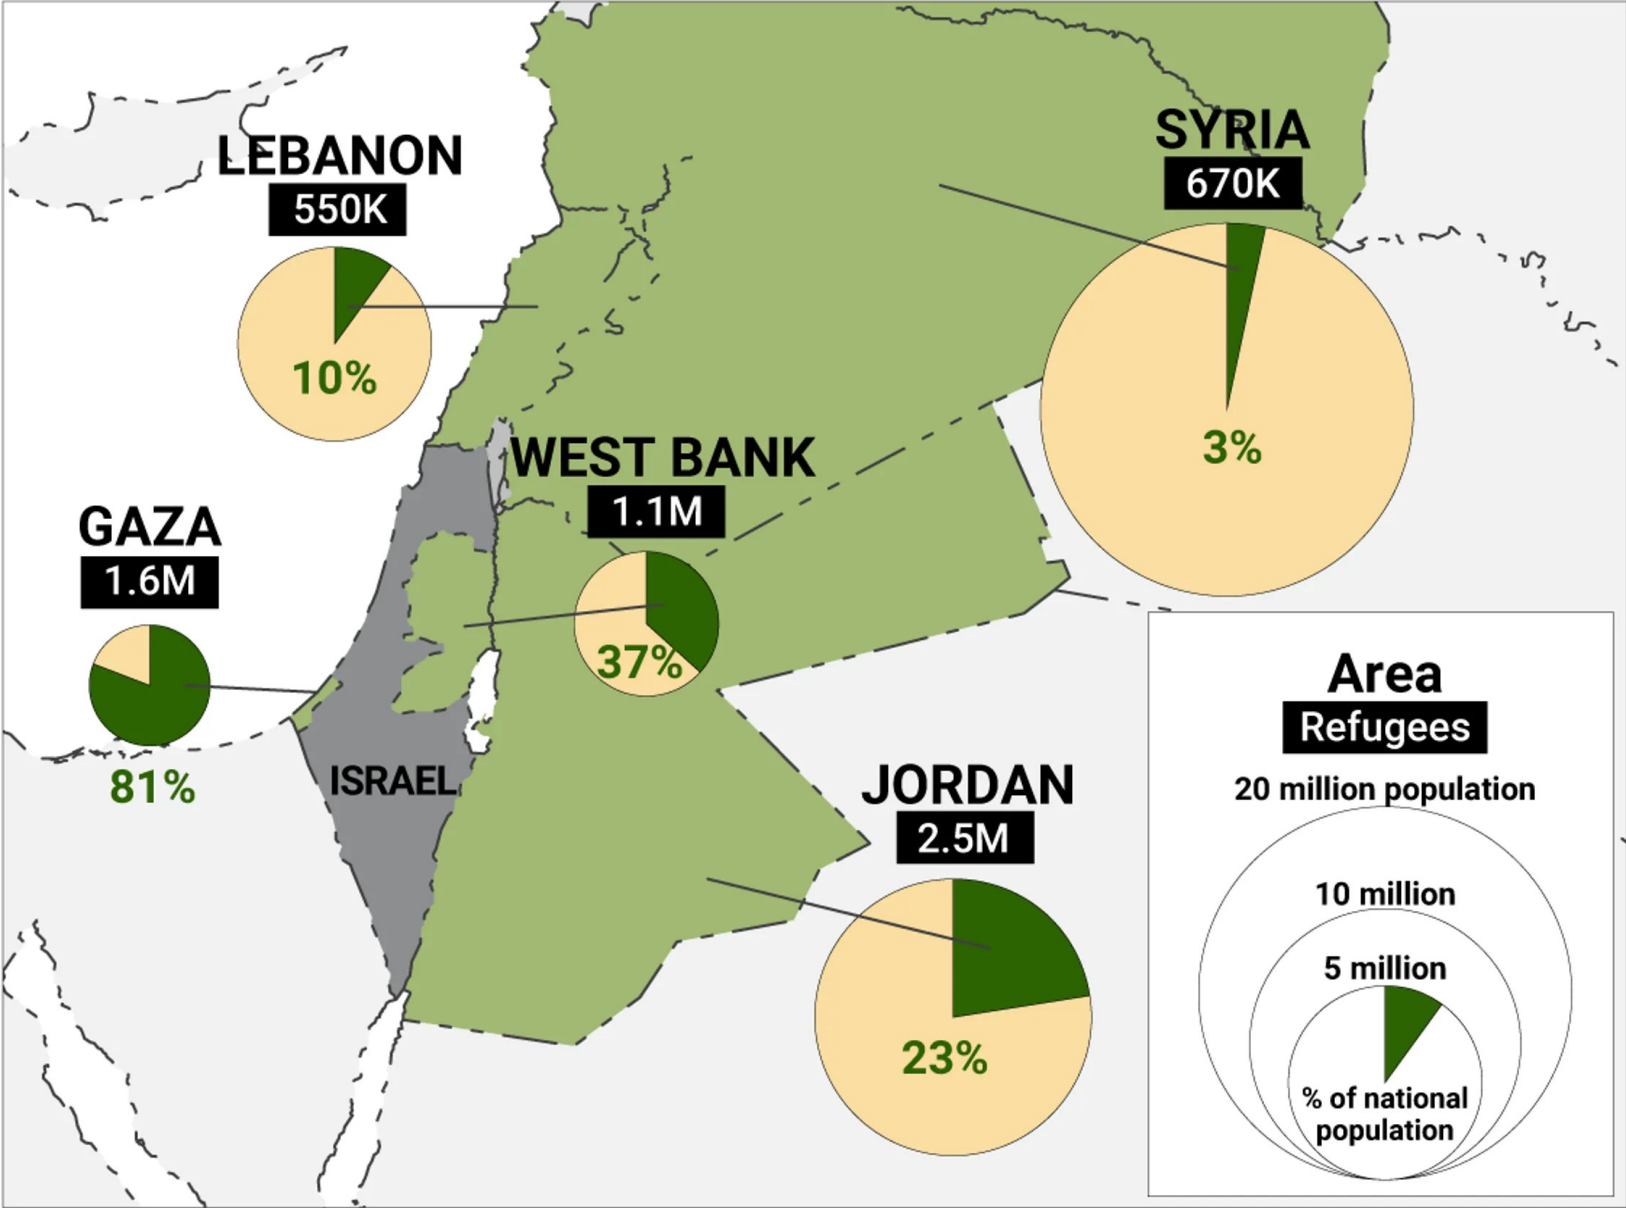 LEBANON
550K
10%
SYRIA
670K
3%
WEST BANK
1.1M
37%
GAZA
1.6M
81%
ISRAEL
JORDAN
2.5M
23%
Area
Refugees
20 million population
10 million
5 million
% of national
population